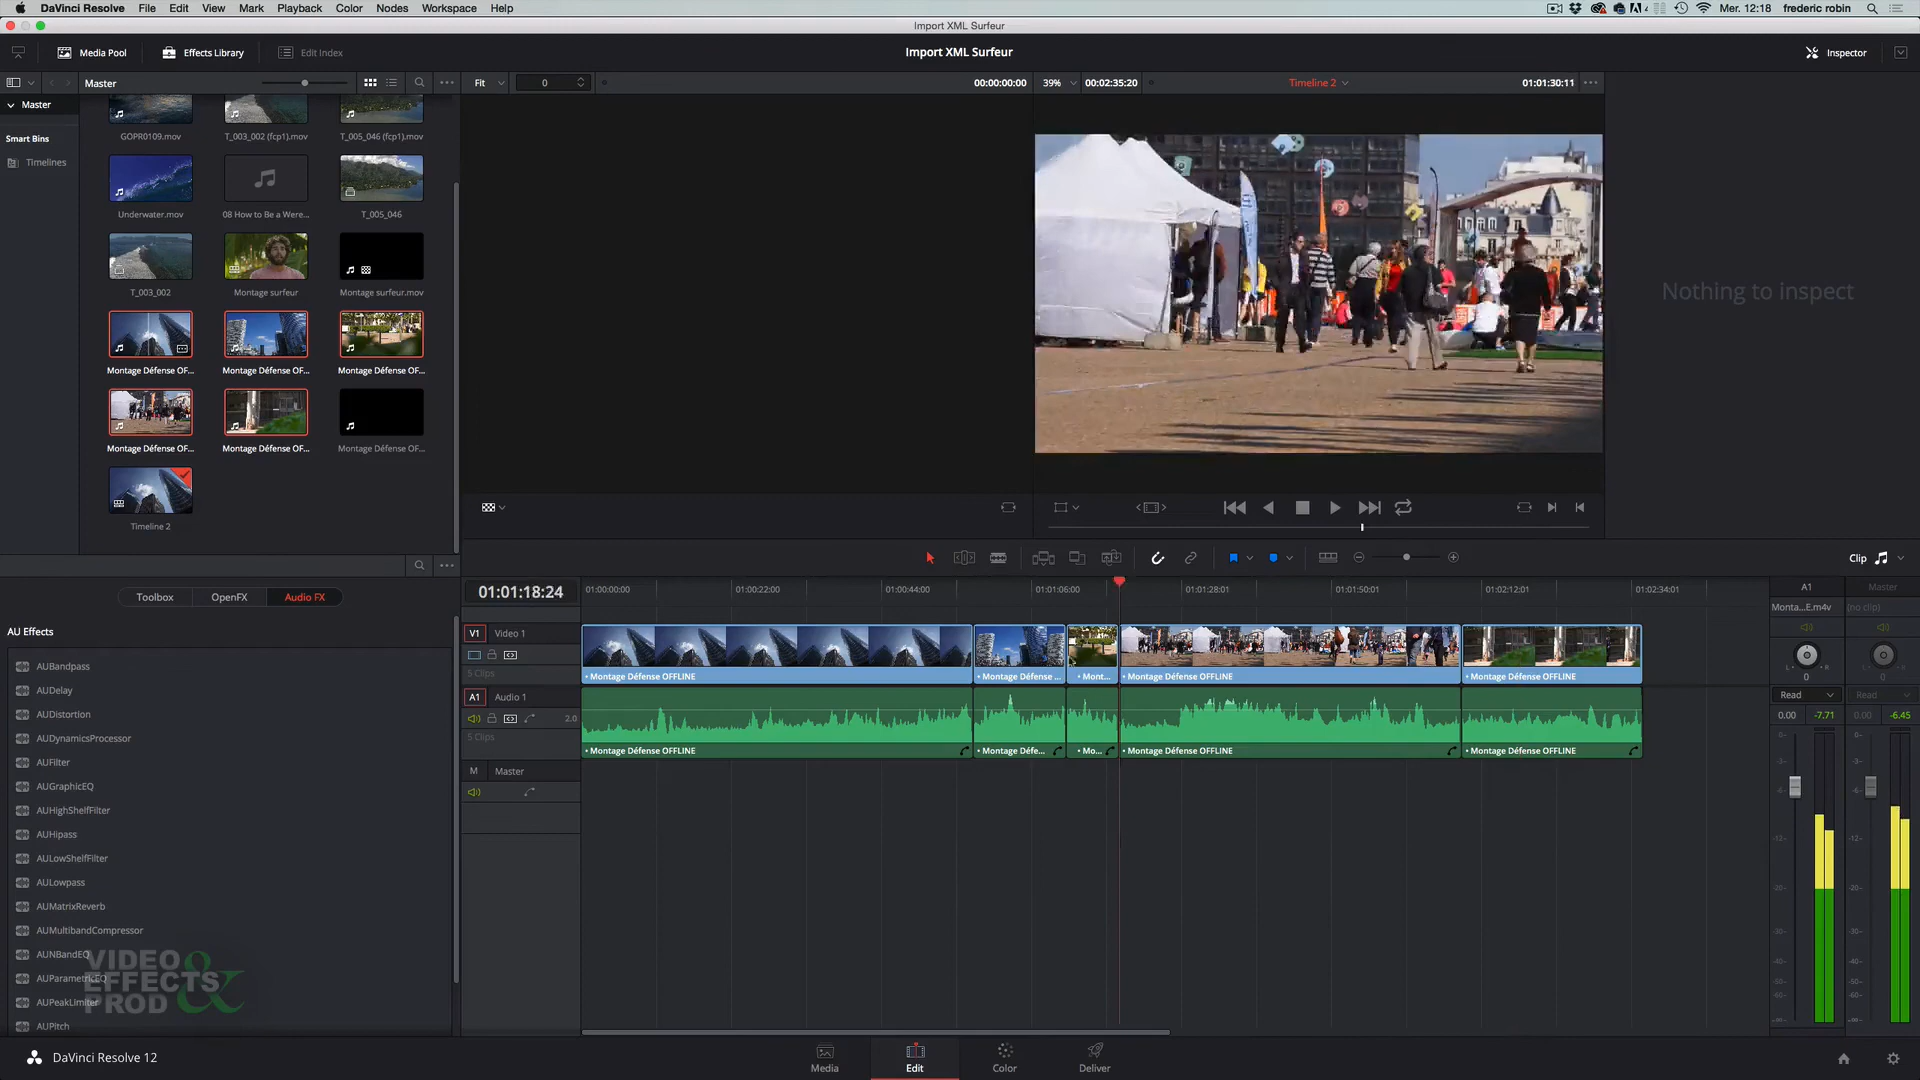 DaVinci Resolve File Edit View Mark Playback Color Nodes Workspace Help 4 Mer. 12:18 frederic robin
Import XML Surfeur
Media Pool Effects Library Edit Index Import XML Surfeur Inspector
Master Fit 0 00:00:00:00 39% 00:02:35:20 Timeline 2 01:01:30:11
Master
Smart Bins
Timelines
GOPR0109.mov T_003_002 (fcp1).mov T_005_046 (fcp1).mov
Underwater.mov 08 How to Be a Were... T_005_046
T_003_002 Montage surfeur Montage surfeur.mov
Montage Défense OF... Montage Défense OF... Montage Défense OF...
Montage Défense OF... Montage Défense OF... Montage Défense OF...
Timeline 2
Nothing to inspect
Clip
Toolbox OpenFX Audio FX
AU Effects
AUBandpass
AUDelay
AUDistortion
AUDynamicsProcessor
AUFilter
AUGraphicEQ
AUHighShelfFilter
AUHipass
AULowShelfFilter
AULowpass
AUMatrixReverb
AUMultibandCompressor
AUNBandEQ
AUParametricEQ
AUPeakLimiter
AUPitch
VIDEO
EFFECTS &
PROD
01:01:18:24 01:00:00:00 01:00:22:00 01:00:44:00 01:01:06:00 01:01:28:01 01:01:50:01 01:02:12:01 01:02:34:01
V1 Video 1
5 Clips
Montage Défense OFFLINE Montage Défense ... Mont... Montage Défense OFFLINE Montage Défense OFFLINE
A1 Audio 1
2.0
5 Clips
Montage Défense OFFLINE Montage Défe... Mo... Montage Défense OFFLINE Montage Défense OFFLINE
M Master
A1 Master
Monta...E.m4v (no clip)
L R L R
0 0
Read Read
0.00 -7.71 0.00 -6.45
DaVinci Resolve 12
Media Edit Color Deliver